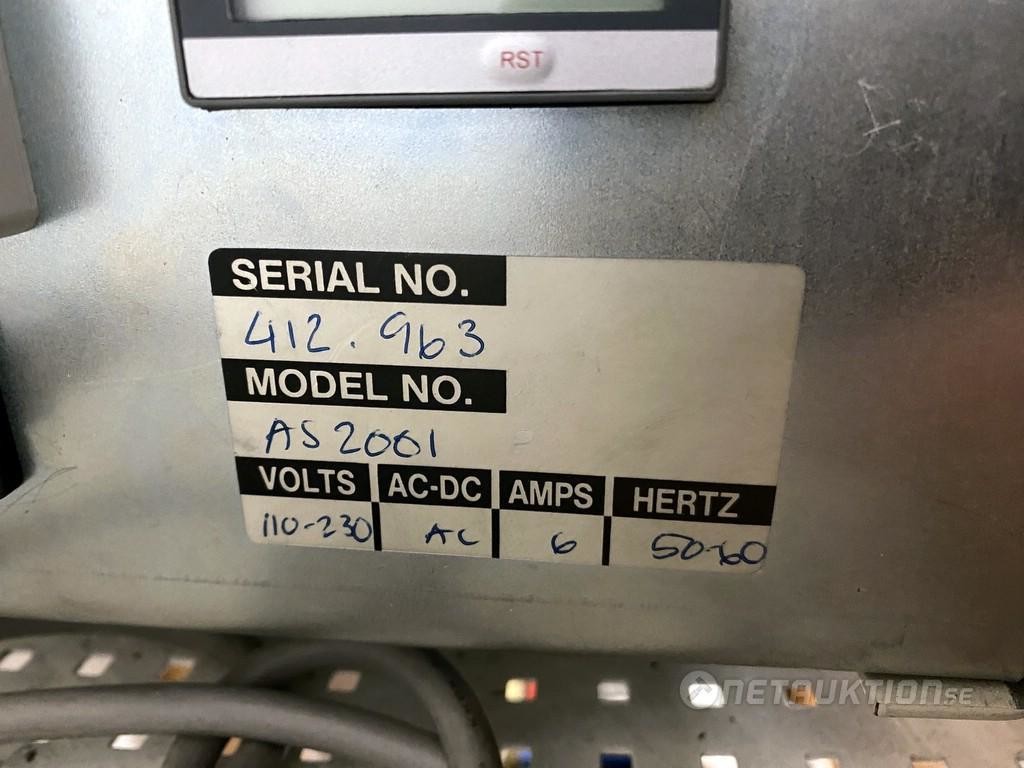 RST
SERIAL NO.
412.963
MODEL NO.
AS2001
VOLTS AC-DC AMPS HERTZ
110-230 AC 6 50-60
NETAUKTION.SE